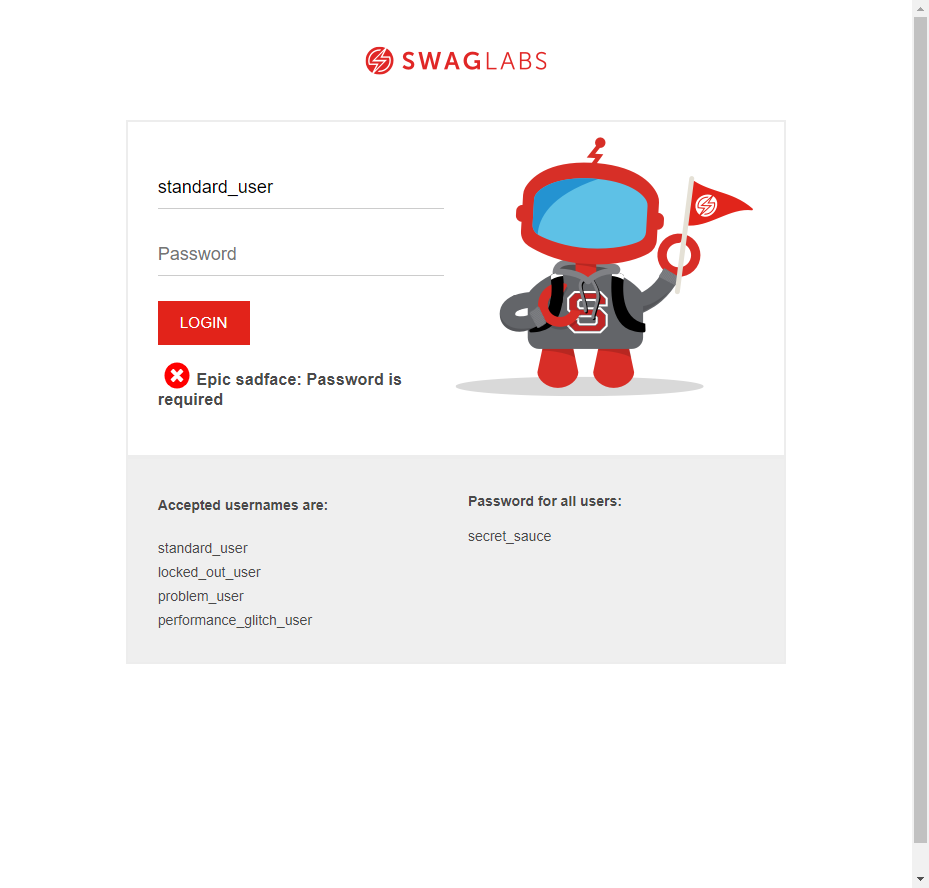 SWAGLABS
standard_user
Password
LOGIN
Epic sadface: Password is
required
S
Accepted usernames are:
standard_user
locked_out_user
problem_user
performance_glitch_user
Password for all users:
secret_sauce